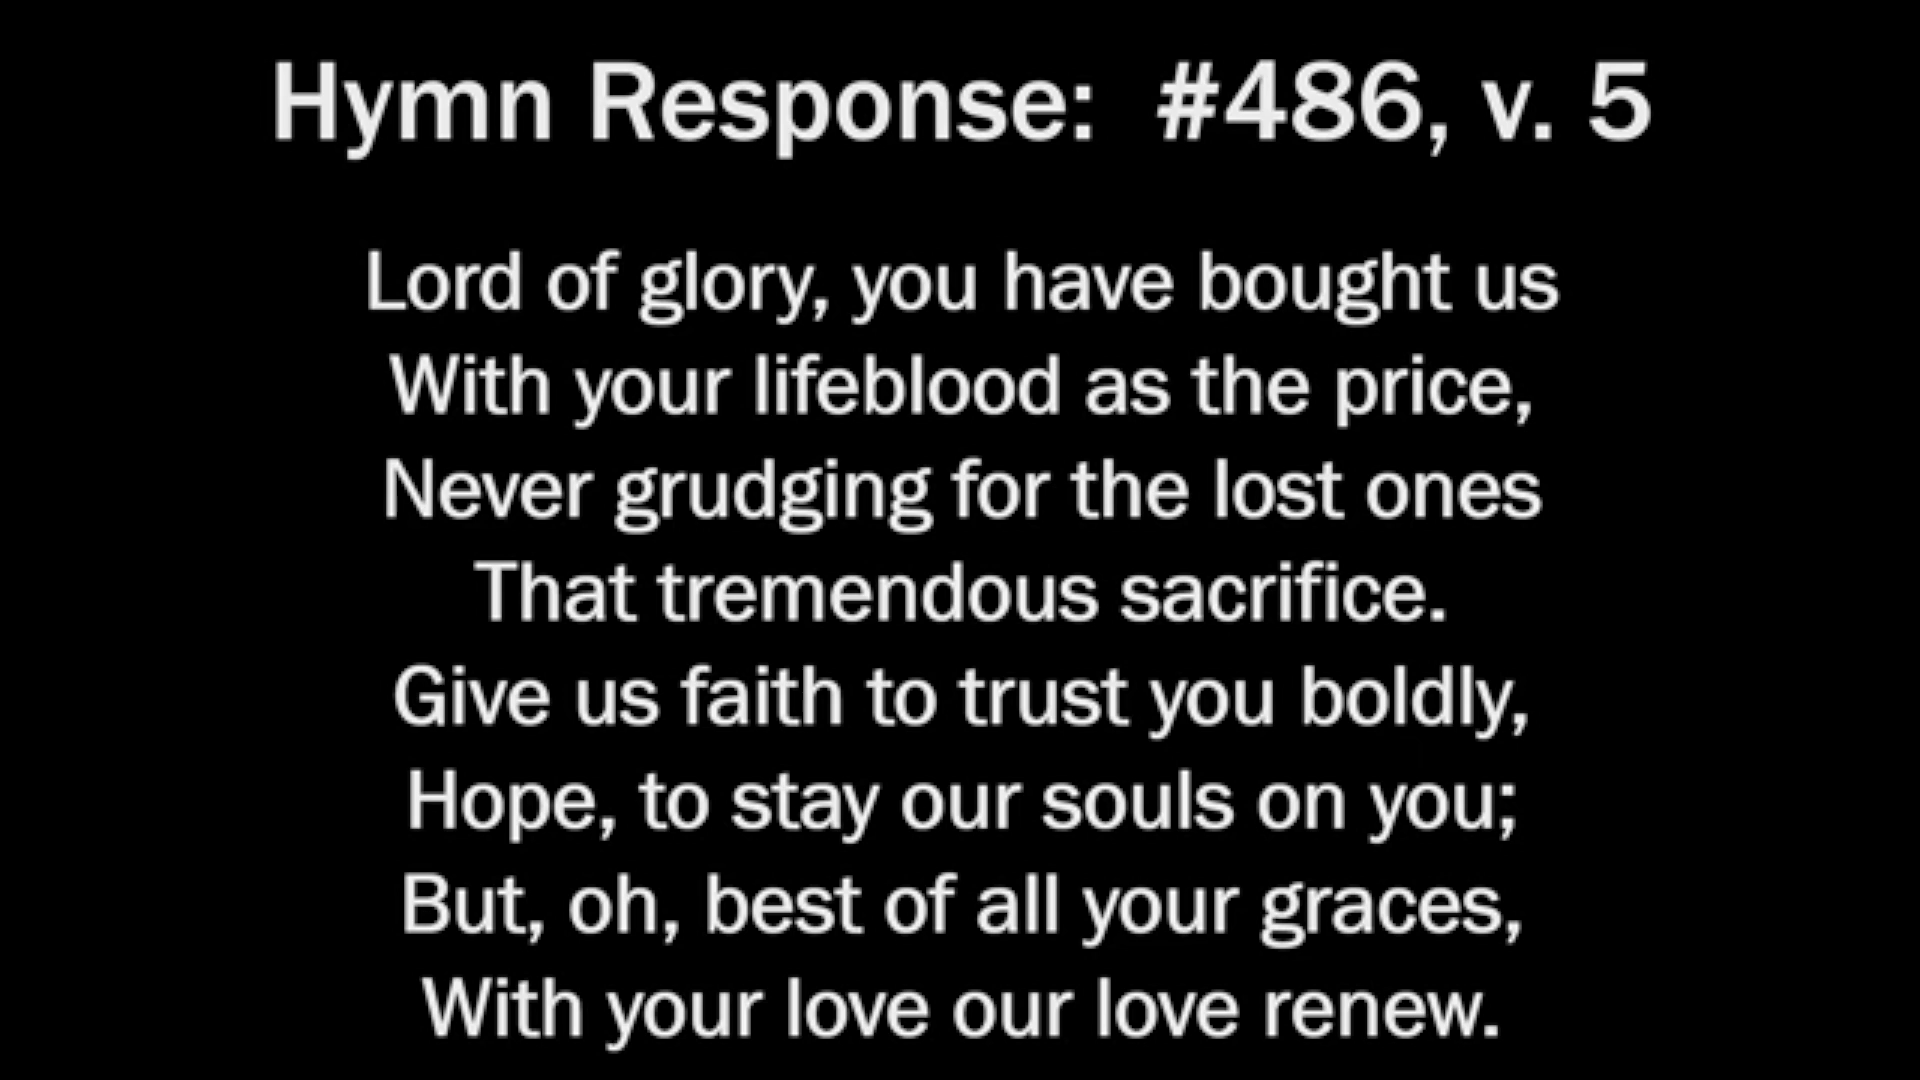 Hymn Response:  #486, v. 5
Lord of glory, you have bought us
With your lifeblood as the price,
Never grudging for the lost ones
That tremendous sacrifice.
Give us faith to trust you boldly,
Hope, to stay our souls on you;
But, oh, best of all your graces,
With your love our love renew.